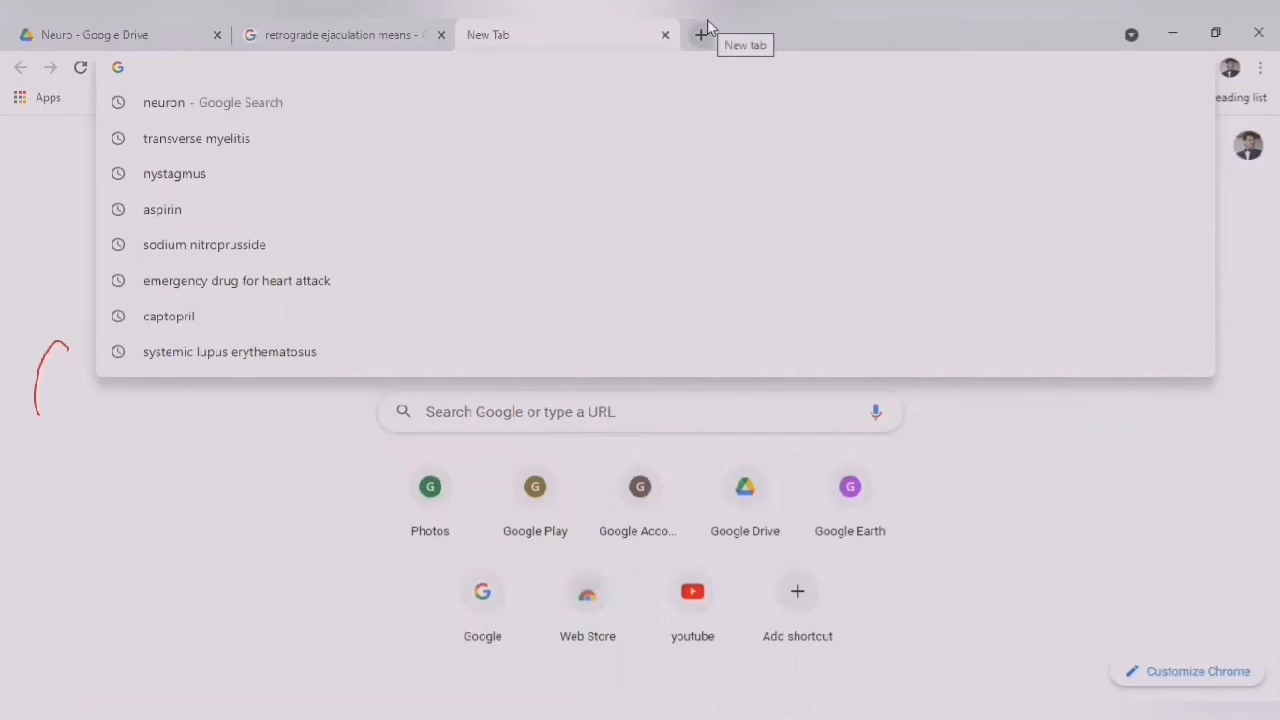 Neuro - Google Drive
retrograde ejaculation means -
New Tab
New tab
Apps
eading list
neuron - Google Search
transverse myelitis
nystagmus
aspirin
sodium nitroprusside
emergency drug for heart attack
captopril
systemic lupus erythematosus
Search Google or type a URL
G G G G
Photos Google Play Google Acco... Google Drive Google Earth
Google Web Store youtube Add shortcut
Customize Chrome